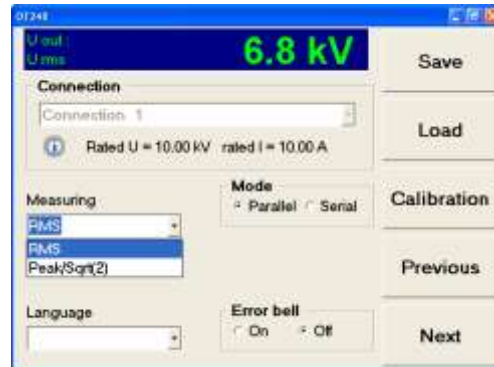 OT248
U out :
U rms
6.8 kV
Connection
Connection 1
Rated U = 10.00 kV rated I = 10.00 A
Measuring
RMS
RMS
Peak/Sqrt(2)
Mode
Parallel
Serial
Language
Error bell
On
Off
Save
Load
Calibration
Previous
Next